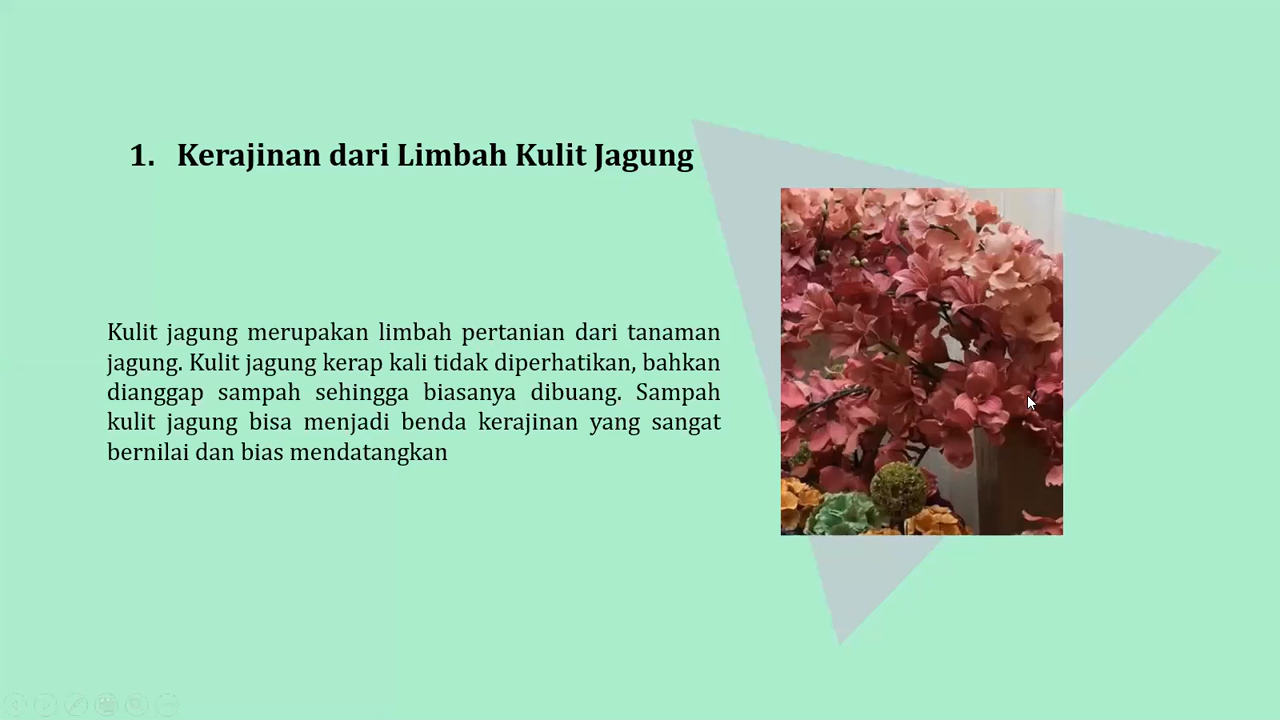 1. Kerajinan dari Limbah Kulit Jagung
Kulit jagung merupakan limbah pertanian dari tanaman
jagung. Kulit jagung kerap kali tidak diperhatikan, bahkan
dianggap sampah sehingga biasanya dibuang. Sampah
kulit jagung bisa menjadi benda kerajinan yang sangat
bernilai dan bias mendatangkan